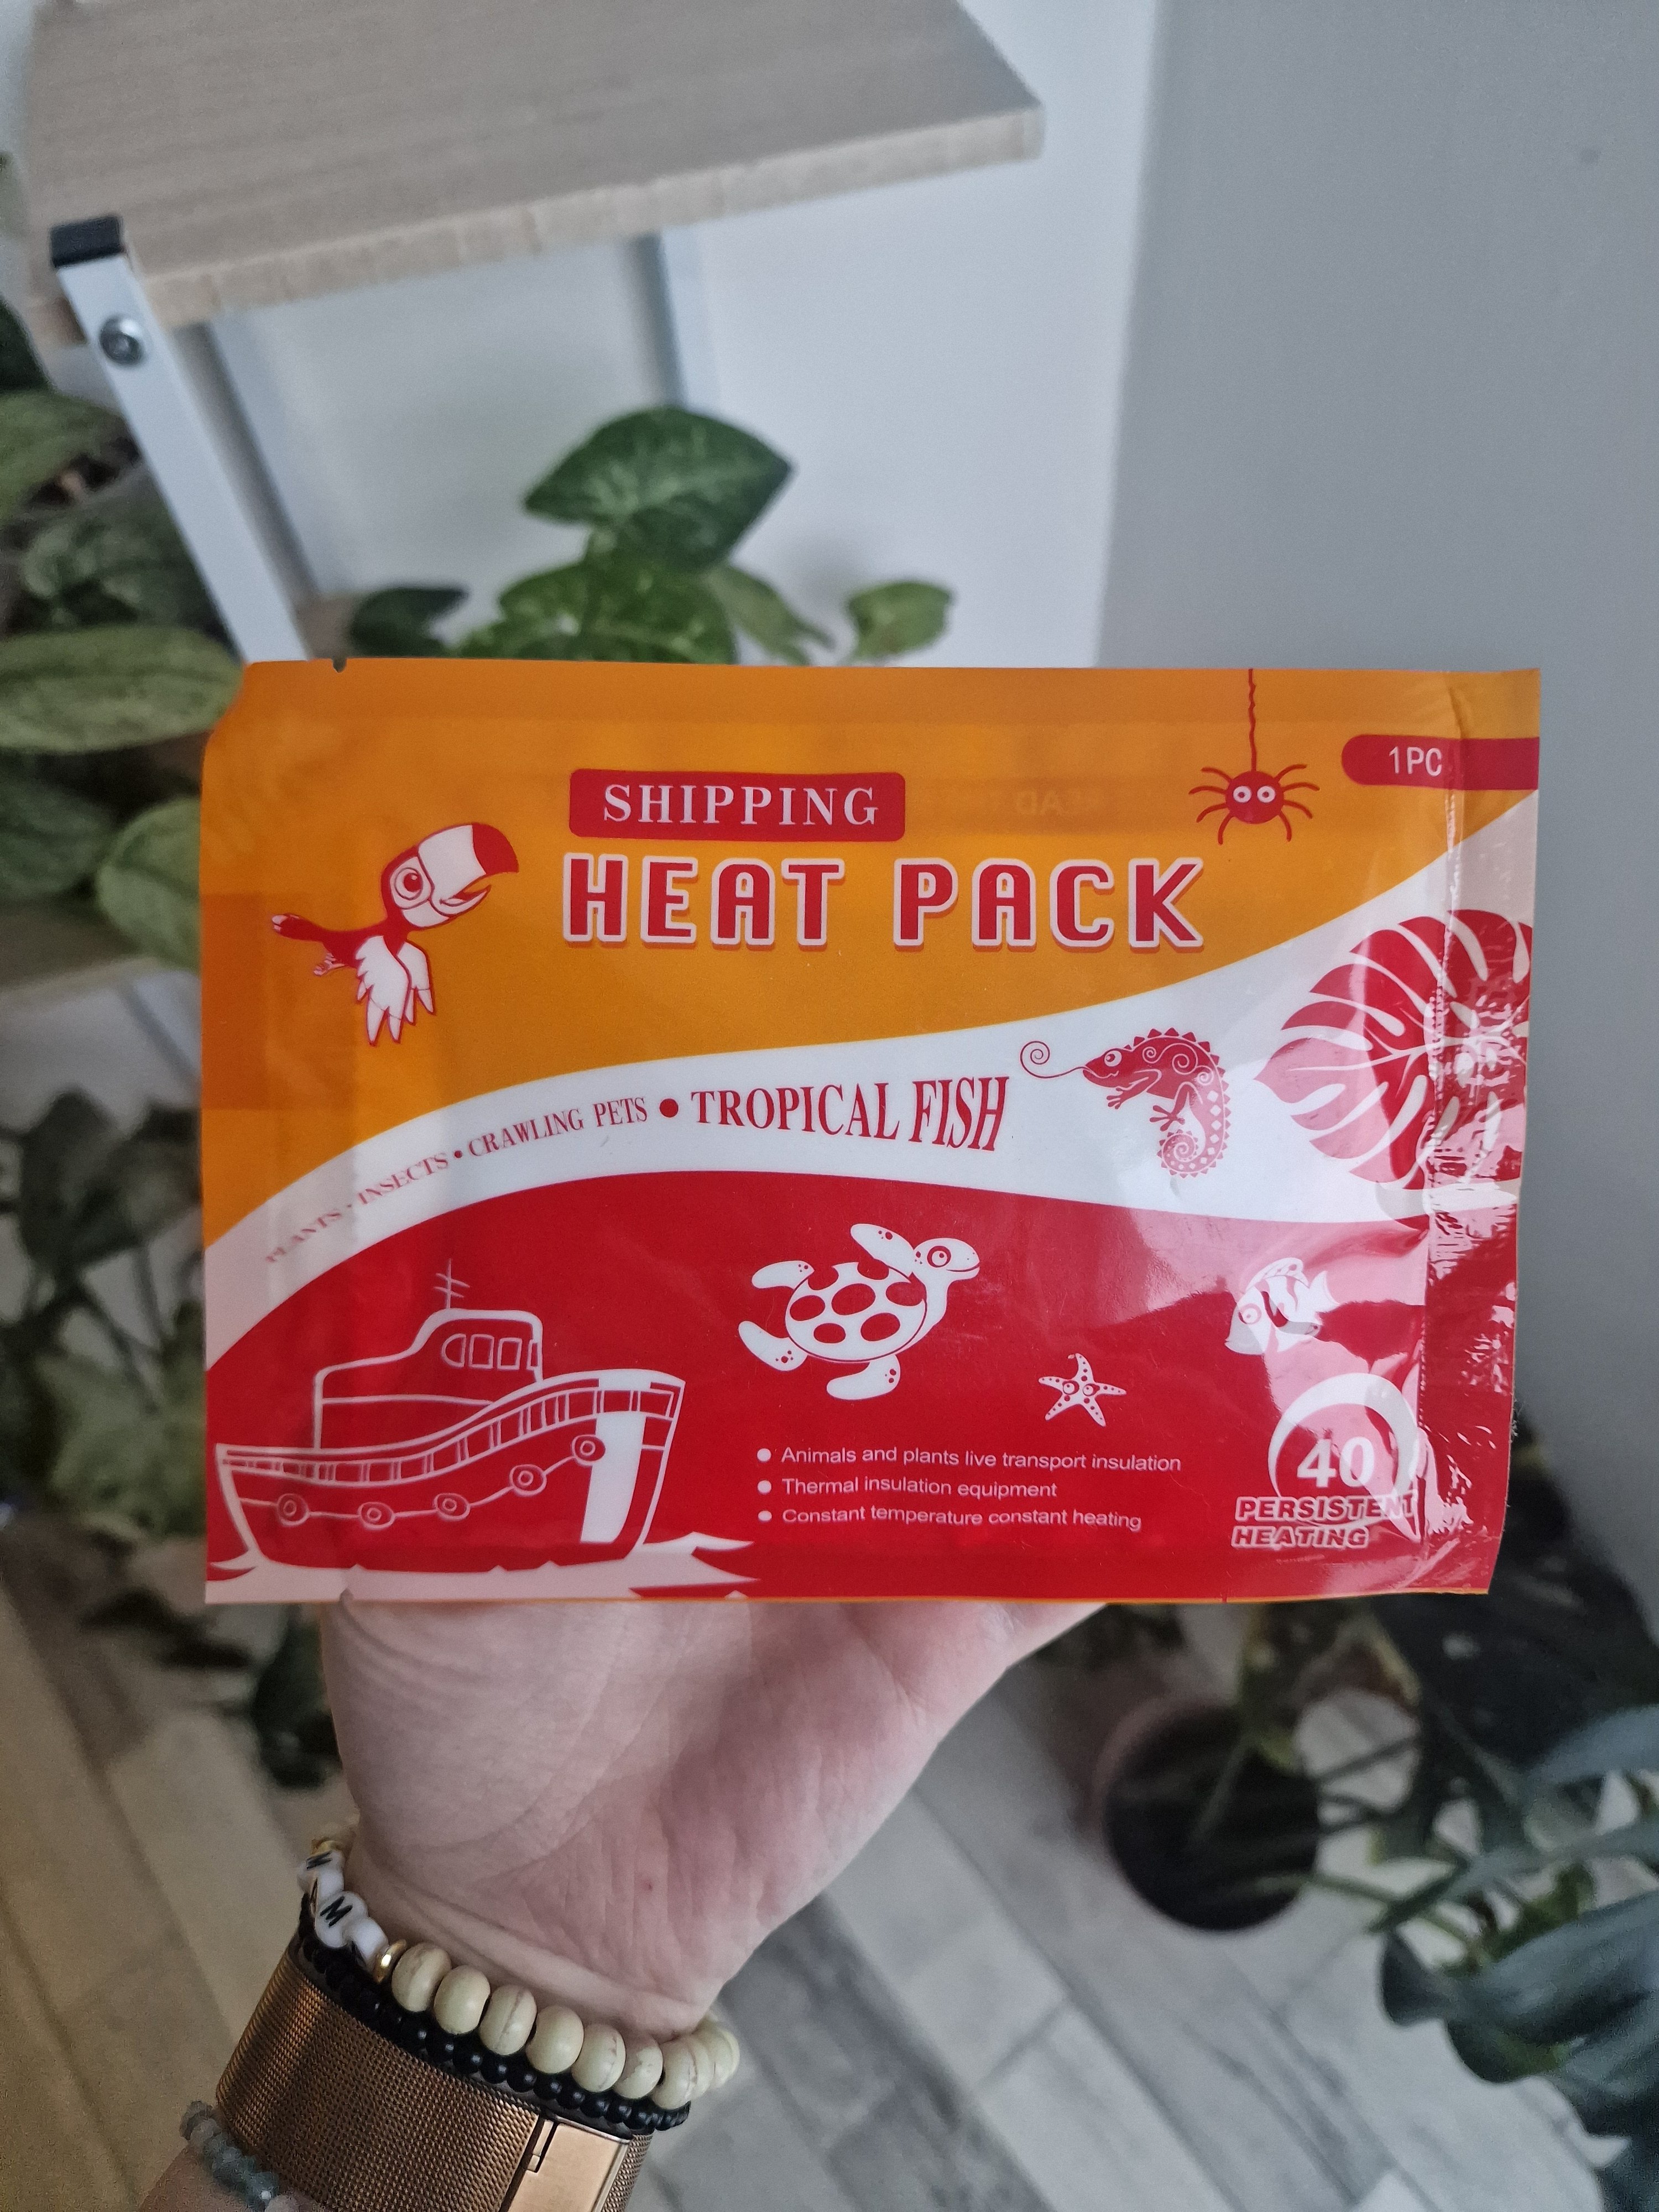 SHIPPING
1PC
HEAT PACK
PLANTS • INSECTS • CRAWLING PETS • TROPICAL FISH
• Animals and plants live transport insulation
• Thermal insulation equipment
• Constant temperature constant heating
40
PERSISTENT
HEATING
M